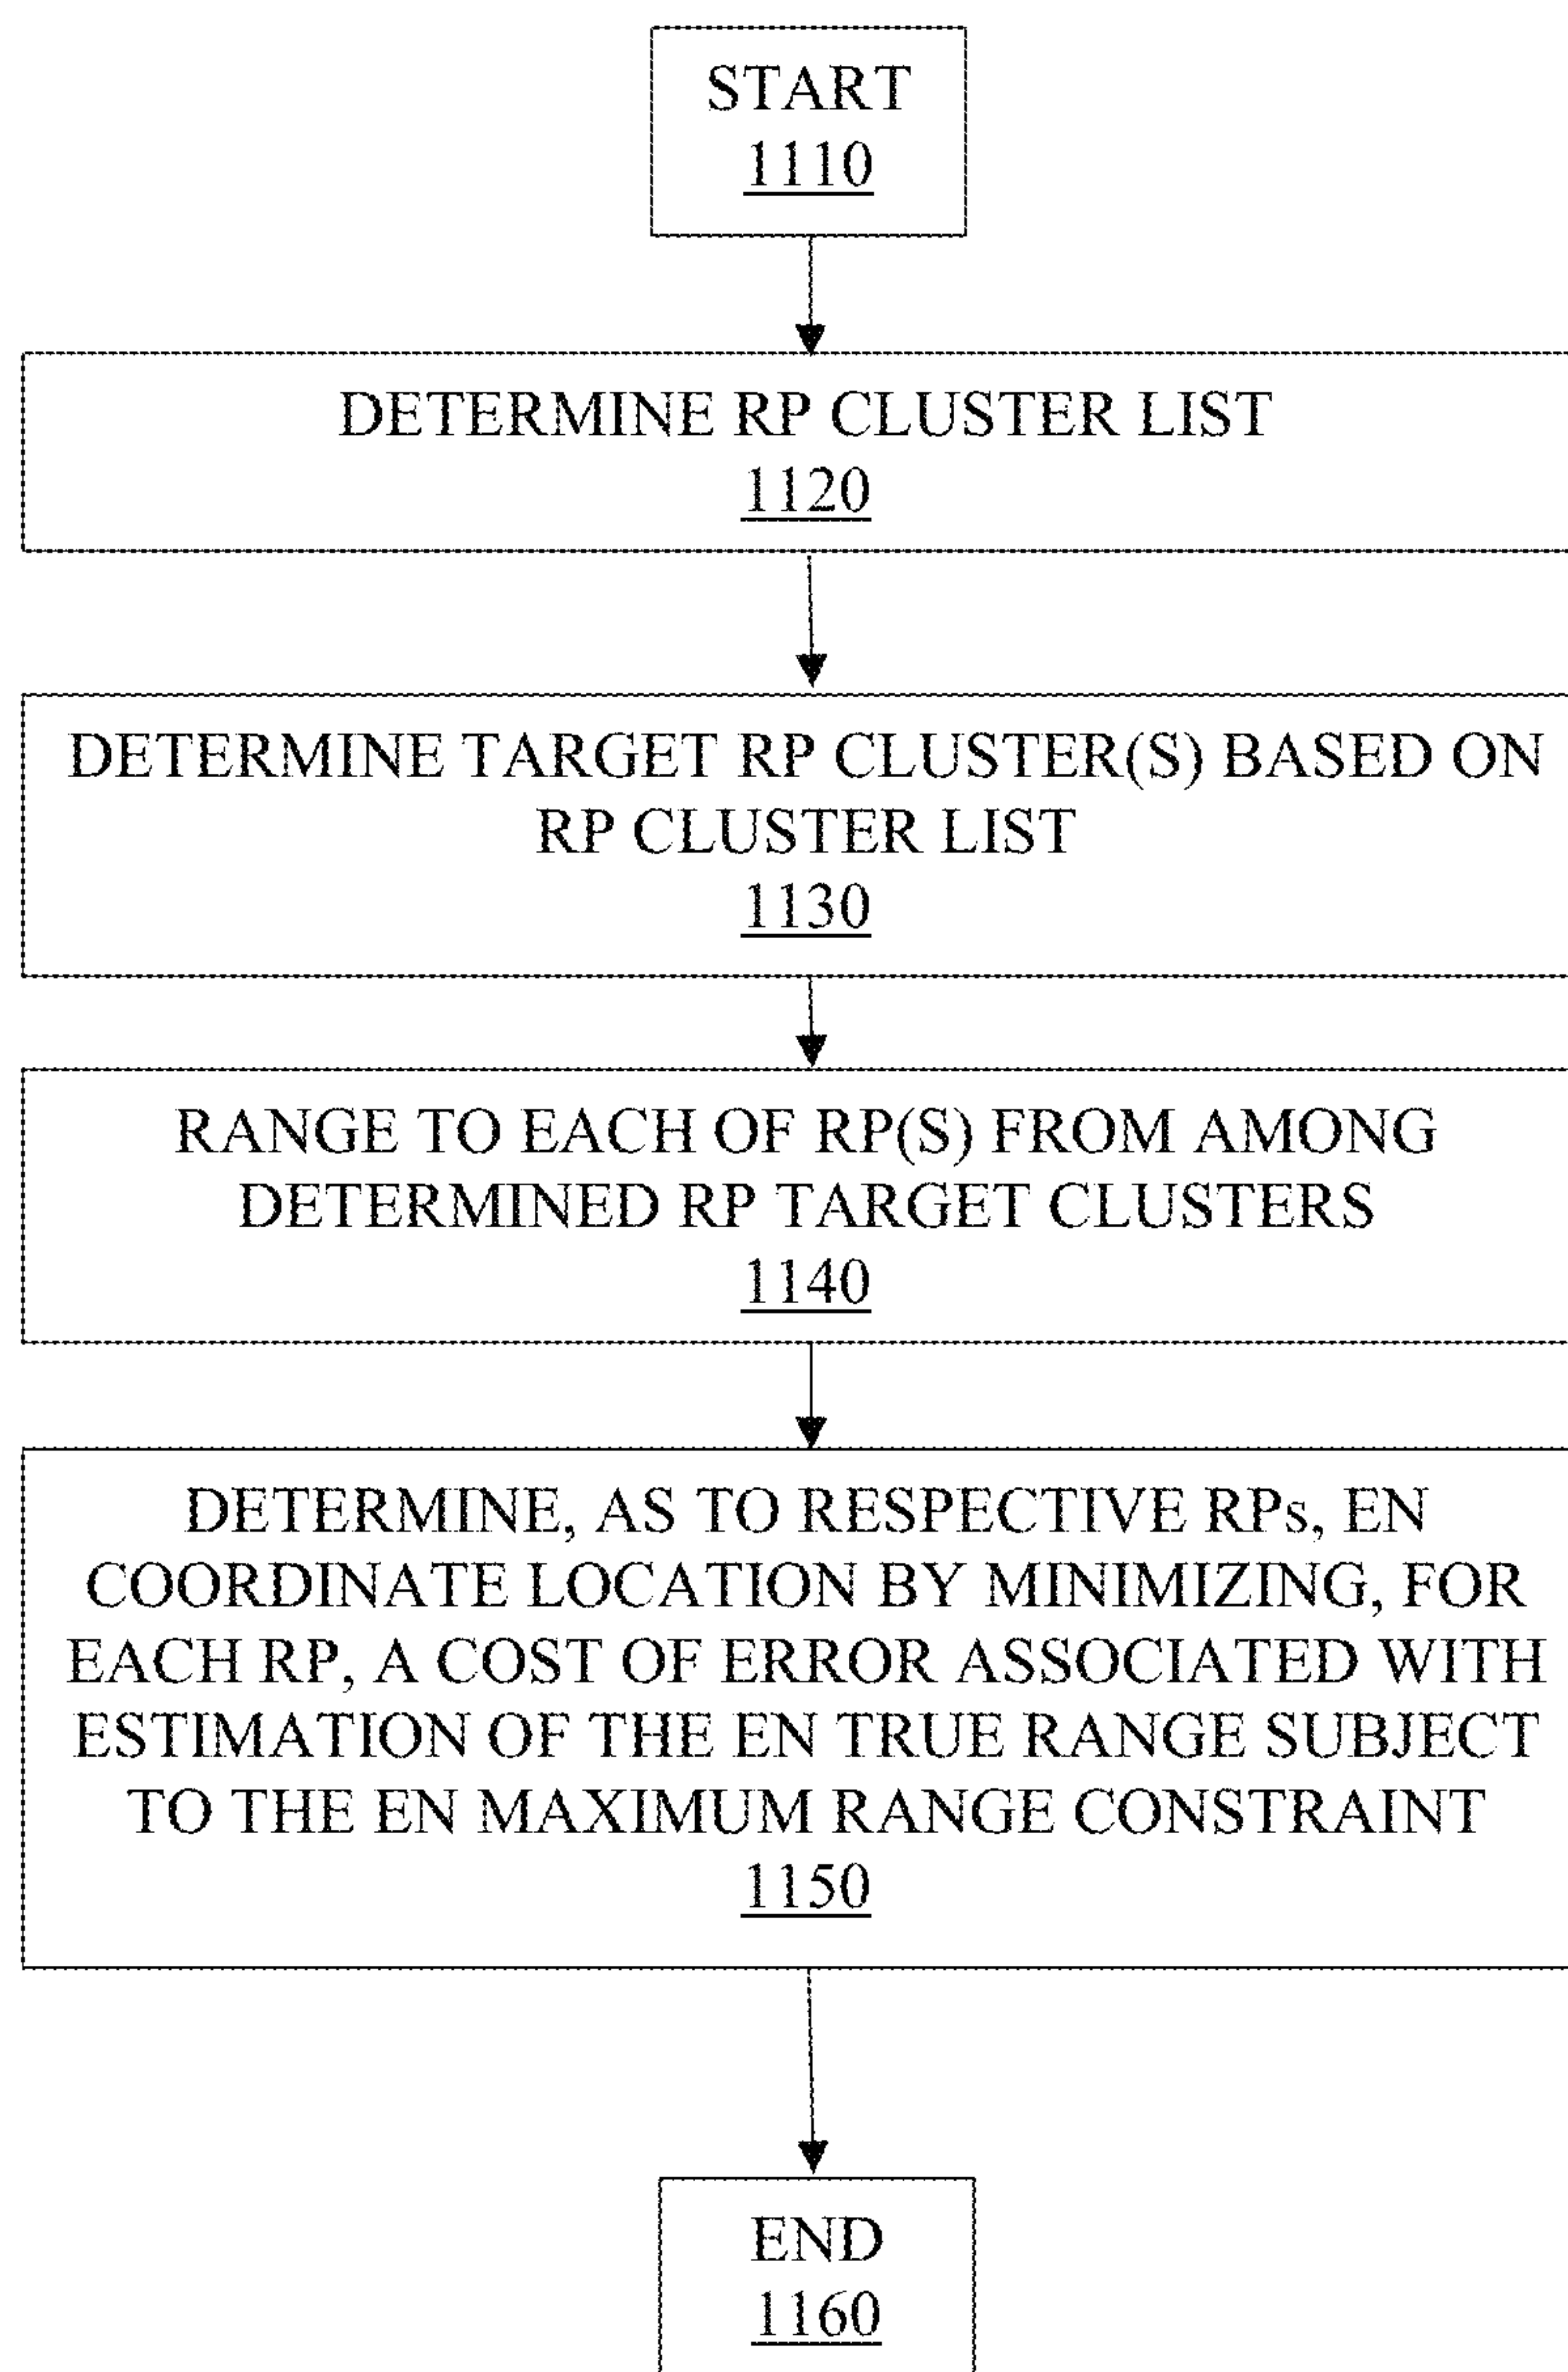 START
1110
DETERMINE RP CLUSTER LIST
1120
DETERMINE TARGET RP CLUSTER(S) BASED ON
RP CLUSTER LIST
1130
RANGE TO EACH OF RP(S) FROM AMONG
DETERMINED RP TARGET CLUSTERS
1140
DETERMINE, AS TO RESPECTIVE RPs, EN
COORDINATE LOCATION BY MINIMIZING, FOR
EACH RP, A COST OF ERROR ASSOCIATED WITH
ESTIMATION OF THE EN TRUE RANGE SUBJECT
TO THE EN MAXIMUM RANGE CONSTRAINT
1150
END
1160